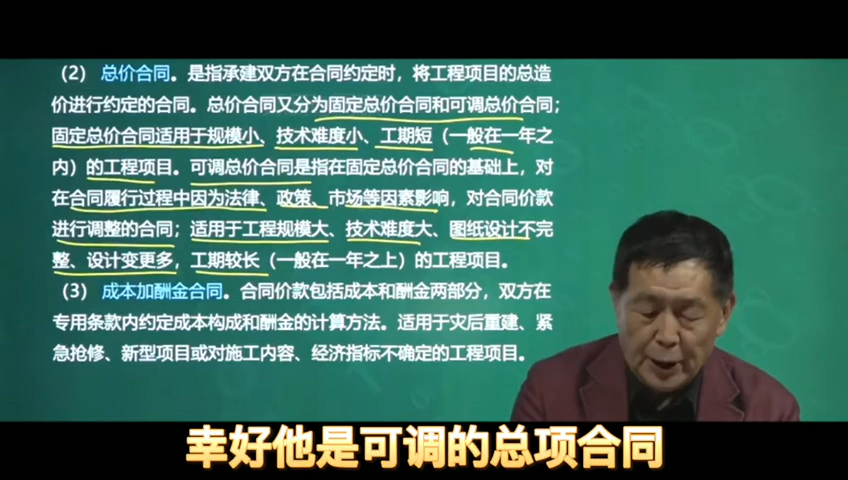 （2） 总价合同。是指承建双方在合同约定时，将工程项目的总造
价进行约定的合同。总价合同又分为固定总价合同和可调总价合同；
固定总价合同适用于规模小、技术难度小、工期短（一般在一年之
内）的工程项目。可调总价合同是指在固定总价合同的基础上，对
在合同履行过程中因为法律、政策、市场等因素影响，对合同价款
进行调整的合同；适用于工程规模大、技术难度大、图纸设计不完
整、设计变更多，工期较长（一般在一年之上）的工程项目。
（3） 成本加酬金合同。合同价款包括成本和酬金两部分，双方在
专用条款内约定成本构成和酬金的计算方法。适用于灾后重建、紧
急抢修、新型项目或对施工内容、经济指标不确定的工程项目。
幸好他是可调的总项合同